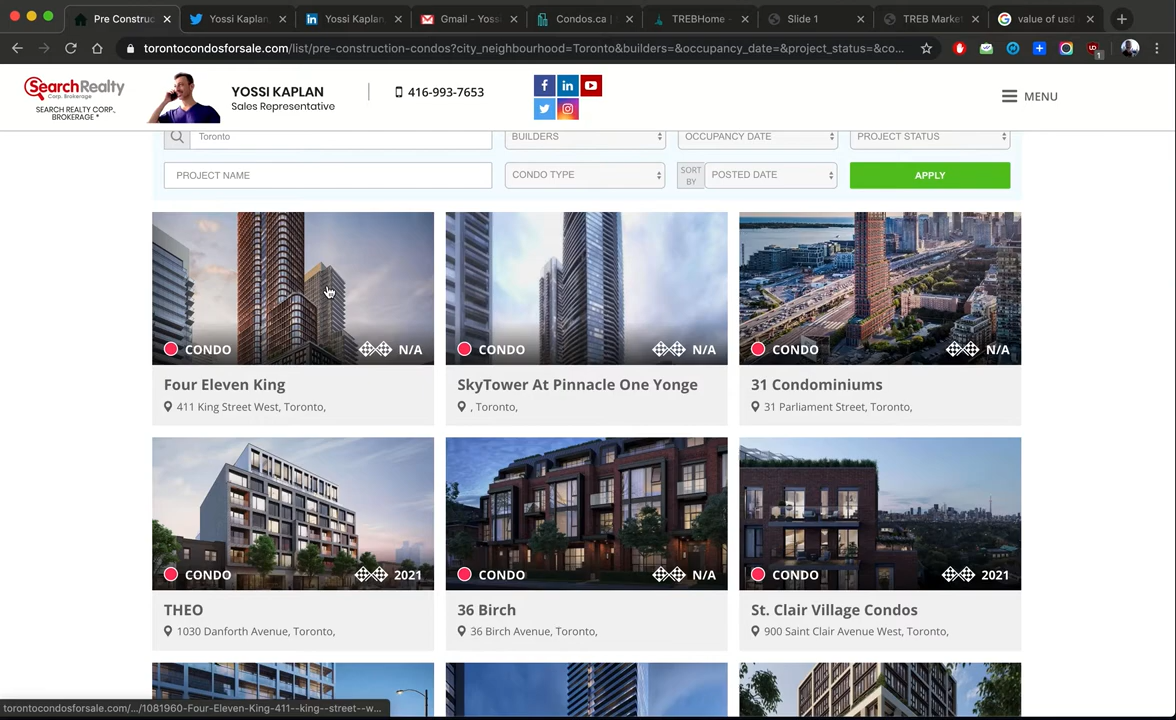 Pre Construc
Yossi Kaplan,
Yossi Kaplan
Gmail - Yoss
Condos.ca |
TREBHome -
Slide 1
TREB Market
value of usd
torontocondosforsale.com/list/pre-construction-condos?city_neighbourhood=Toronto&builders=&occupancy_date=&project_status=&co...
1
SearchRealty
Corp. Brokerage
SEARCH REALTY CORP.,
BROKERAGE *
YOSSI KAPLAN
Sales Representative
416-993-7653
MENU
Toronto
BUILDERS
OCCUPANCY DATE
PROJECT STATUS
PROJECT NAME
CONDO TYPE
SORT
BY
POSTED DATE
APPLY
CONDO
N/A
CONDO
N/A
CONDO
N/A
Four Eleven King
411 King Street West, Toronto,
SkyTower At Pinnacle One Yonge
, Toronto,
31 Condominiums
31 Parliament Street, Toronto,
CONDO
2021
CONDO
N/A
CONDO
2021
THEO
1030 Danforth Avenue, Toronto,
36 Birch
36 Birch Avenue, Toronto,
St. Clair Village Condos
900 Saint Clair Avenue West, Toronto,
torontocondosforsale.com/.../1081960-Four-Eleven-King-411--king--street--w...